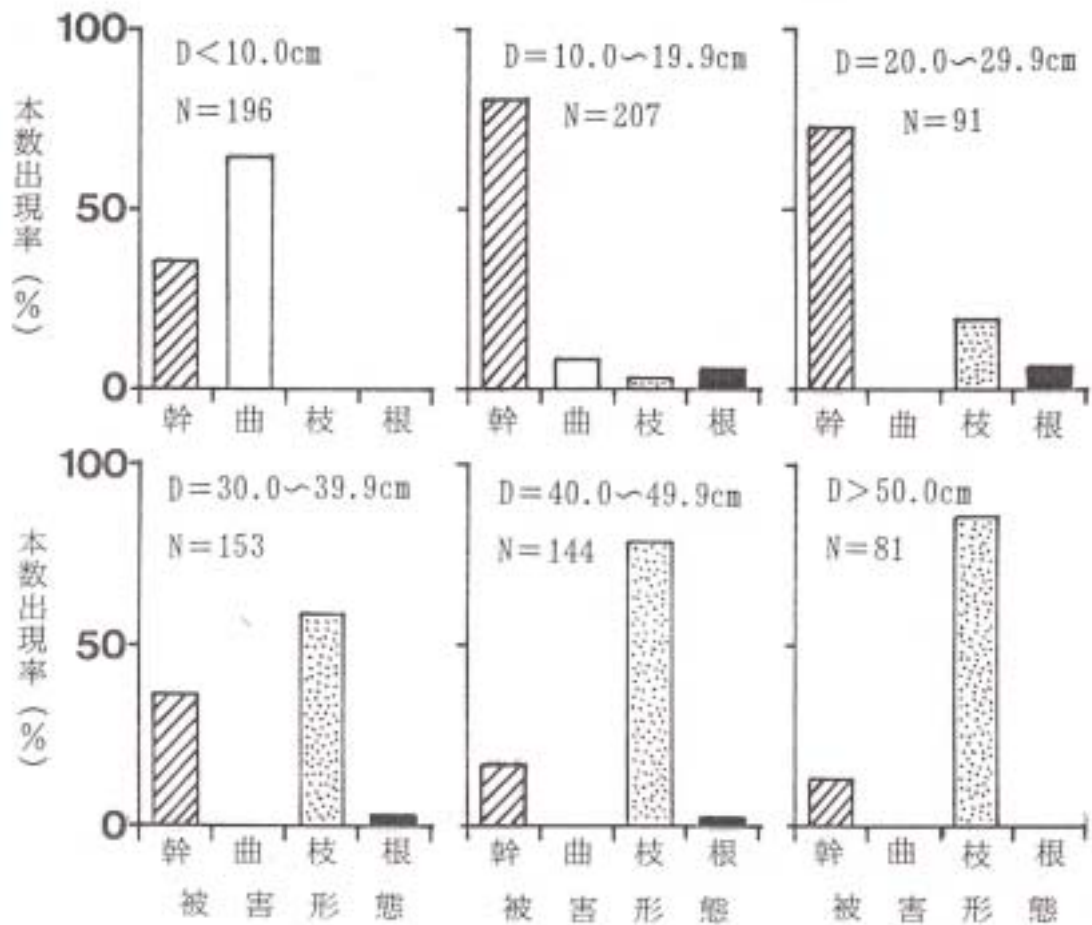 本数出現率(%)
100
50
0
D<10.0cm
N=196
幹 曲 枝 根
D=10.0〜19.9cm
N=207
幹 曲 枝 根
D=20.0〜29.9cm
N=91
幹 曲 枝 根
本数出現率(%)
100
50
0
D=30.0〜39.9cm
N=153
幹 曲 枝 根
被害形態
D=40.0〜49.9cm
N=144
幹 曲 枝 根
被害形態
D>50.0cm
N=81
幹 曲 枝 根
被害形態